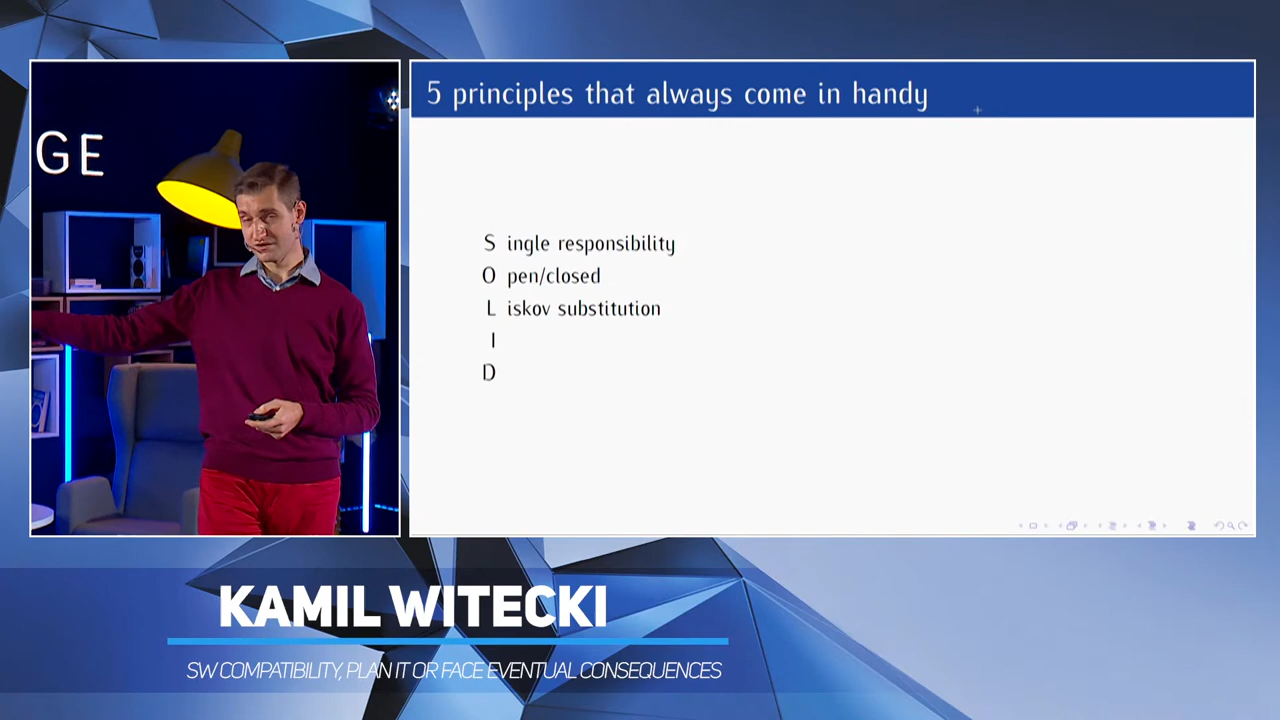 GE
5 principles that always come in handy
S ingle responsibility
O pen/closed
L iskov substitution
I
D
KAMIL WITECKI
SW COMPATIBILITY, PLAN IT OR FACE EVENTUAL CONSEQUENCES